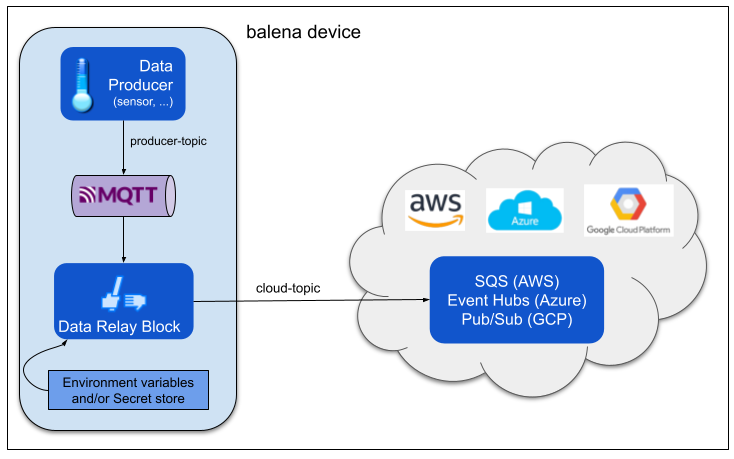 balena device
Data
Producer
(sensor, ...)
producer-topic
MQTT
Data Relay Block
Environment variables
and/or Secret store
cloud-topic
aws
Azure
Google Cloud Platform
SQS (AWS)
Event Hubs (Azure)
Pub/Sub (GCP)